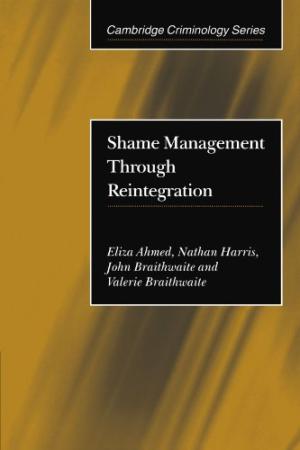 Cambridge Criminology Series
Shame Management
Through
Reintegration
Eliza Ahmed, Nathan Harris,
John Braithwaite and
Valerie Braithwaite